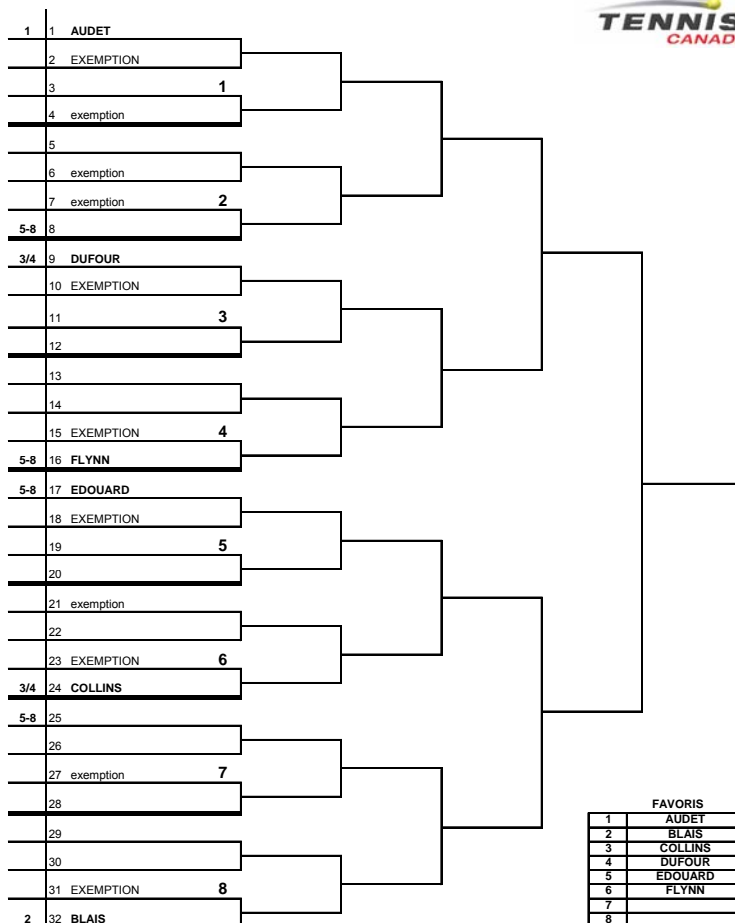 TENNIS
CANAD
1 1 AUDET
2 EXEMPTION
3 1
4 exemption
5
6 exemption
7 exemption 2
5-8 8
3/4 9 DUFOUR
10 EXEMPTION
11 3
12
13
14
15 EXEMPTION 4
5-8 16 FLYNN
5-8 17 EDOUARD
18 EXEMPTION
19 5
20
21 exemption
22
23 EXEMPTION 6
3/4 24 COLLINS
5-8 25
26
27 exemption 7
28
29
30
31 EXEMPTION 8
2 32 BLAIS
FAVORIS
1 AUDET
2 BLAIS
3 COLLINS
4 DUFOUR
5 EDOUARD
6 FLYNN
7
8